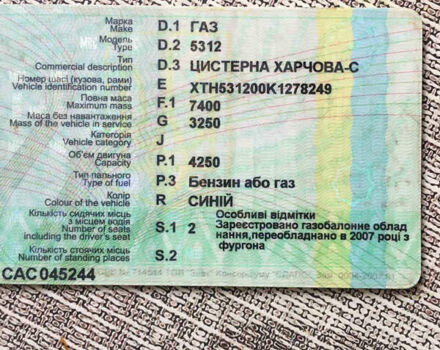 Марка
Make D.1 ГАЗ
Модель
Type D.2 5312
Тип
Commercial description D.3 ЦИСТЕРНА ХАРЧОВА-С
Номер шасі (кузова, рами)
Vehicle identification number E XTH531200K1278249
Повна маса
Maximum mass F.1 7400
Маса без навантаження
Mass of the vehicle in service G 3250
Категорія
Vehicle category J
Об'єм двигуна
Capacity P.1 4250
Тип пального
Type of fuel P.3 Бензин або газ
Колір
Colour of the vehicle R СИНІЙ
Кількість сидячих місць
з місцем водія
Number of seats
including the driver's seat S.1 2
Особливі відмітки
Зареєстровано газобалонне облад
нання,переобладнано в 2007 році з
фургона
Кількість стоячих місць
Number of standing places S.2
САС 045244